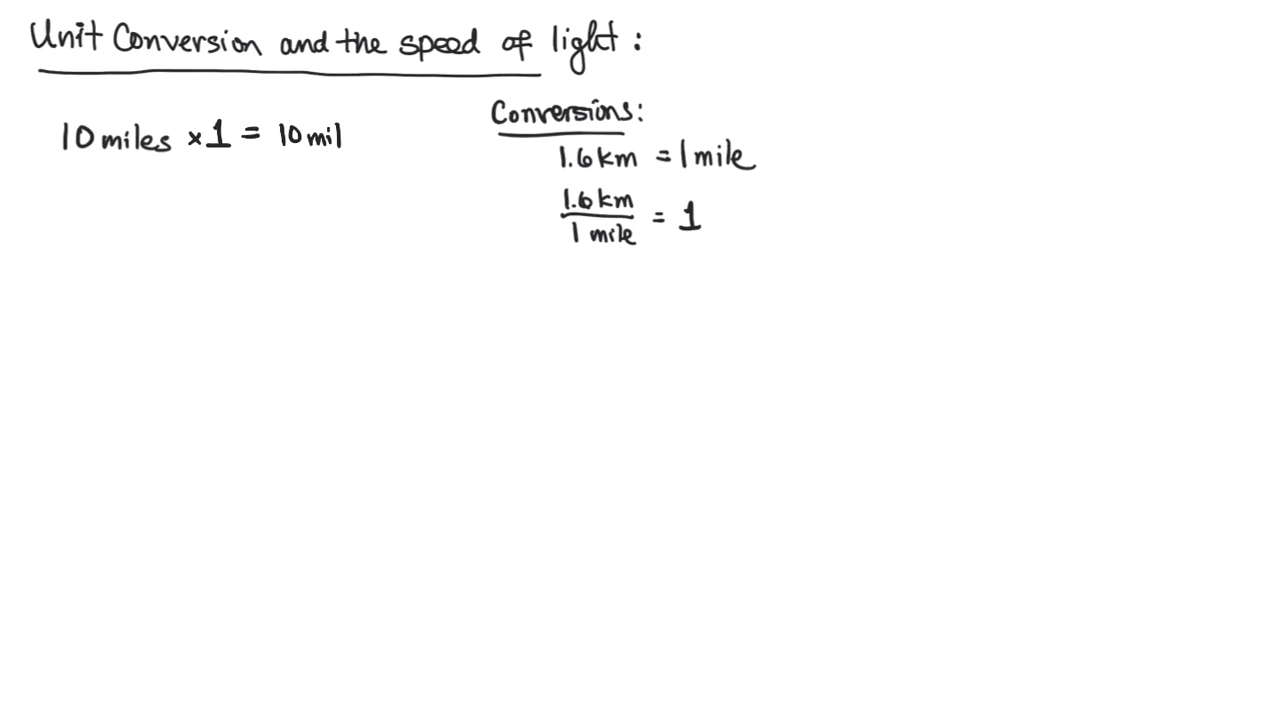 Unit Conversion and the speed of light:
10 miles × 1 = 10 mil
Conversions:
1.6 km = 1 mile
1.6 km
1 mile
= 1